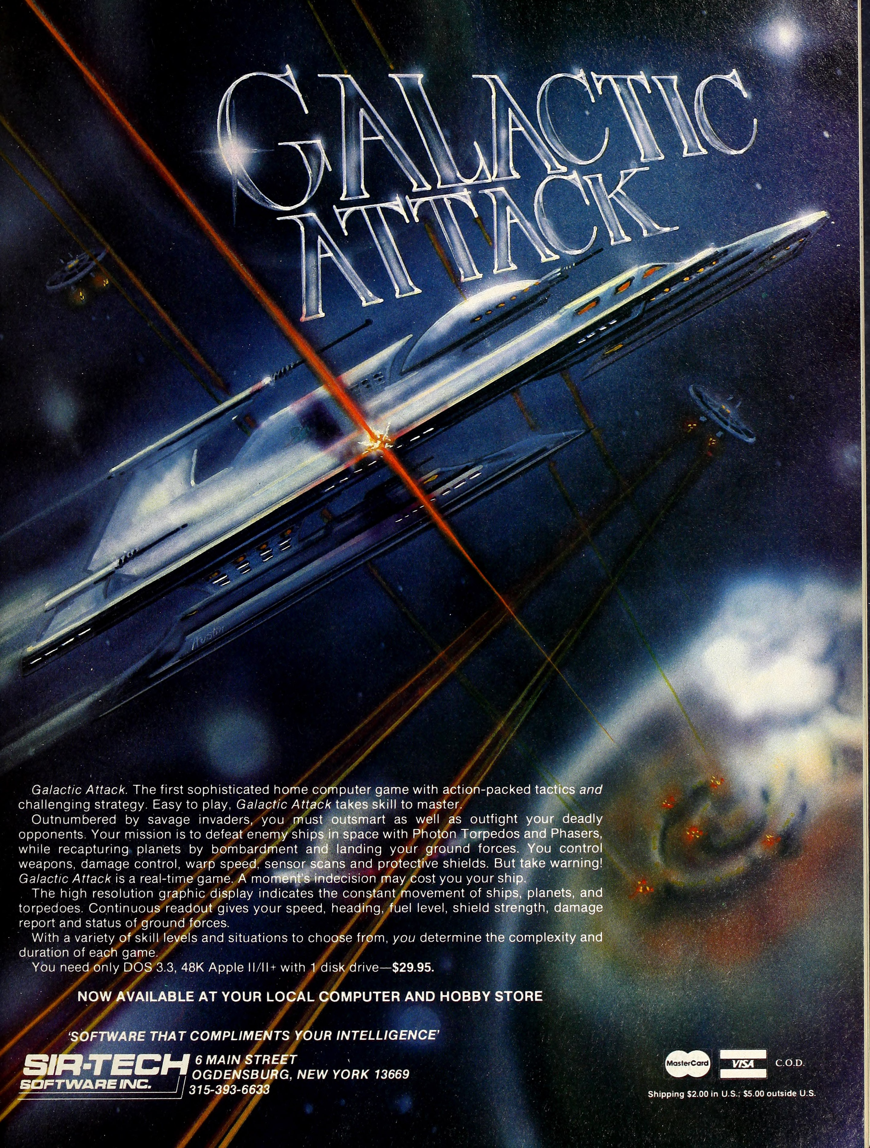 GALACTIC
ATTACK
Galactic Attack. The first sophisticated home computer game with action-packed tactics and
challenging strategy. Easy to play, Galactic Attack takes skill to master.
Outnumbered by savage invaders, you must outsmart as well as outfight your deadly
opponents. Your mission is to defeat enemy ships in space with Photon Torpedos and Phasers,
while recapturing planets by bombardment and landing your ground forces. You control
weapons, damage control, warp speed, sensor scans and protective shields. But take warning!
Galactic Attack is a real-time game. A moment's indecision may cost you your ship.
The high resolution graphic display indicates the constant movement of ships, planets, and
torpedoes. Continuous readout gives your speed, heading, fuel level, shield strength, damage
report and status of ground forces.
With a variety of skill levels and situations to choose from, you determine the complexity and
duration of each game.
You need only DOS 3.3, 48K Apple II/II+ with 1 disk drive—$29.95.
NOW AVAILABLE AT YOUR LOCAL COMPUTER AND HOBBY STORE
'SOFTWARE THAT COMPLIMENTS YOUR INTELLIGENCE'
SIR-TECH
SOFTWARE INC.
6 MAIN STREET
OGDENSBURG, NEW YORK 13669
315-393-6633
MasterCard VISA C.O.D.
Shipping $2.00 in U.S.; $5.00 outside U.S.